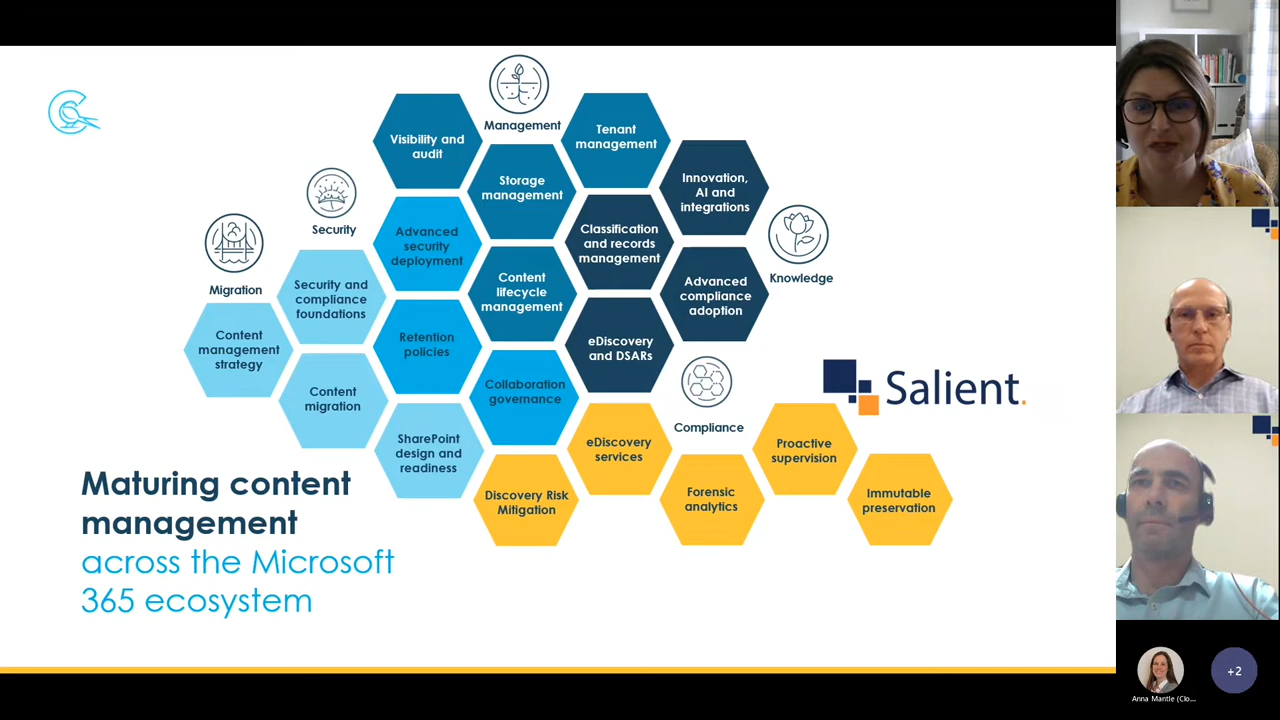 Management
Visibility and
audit
Tenant
management
Storage
management
Innovation,
AI and
integrations
Security
Advanced
security
deployment
Classification
and records
management
Knowledge
Migration
Security and
compliance
foundations
Content
lifecycle
management
Advanced
compliance
adoption
Content
management
strategy
Retention
policies
eDiscovery
and DSARs
Content
migration
Collaboration
governance
Compliance
Salient.
SharePoint
design and
readiness
eDiscovery
services
Proactive
supervision
Discovery Risk
Mitigation
Forensic
analytics
Immutable
preservation
Maturing content
management
across the Microsoft
365 ecosystem
+2
Anna Mantle (Clo...